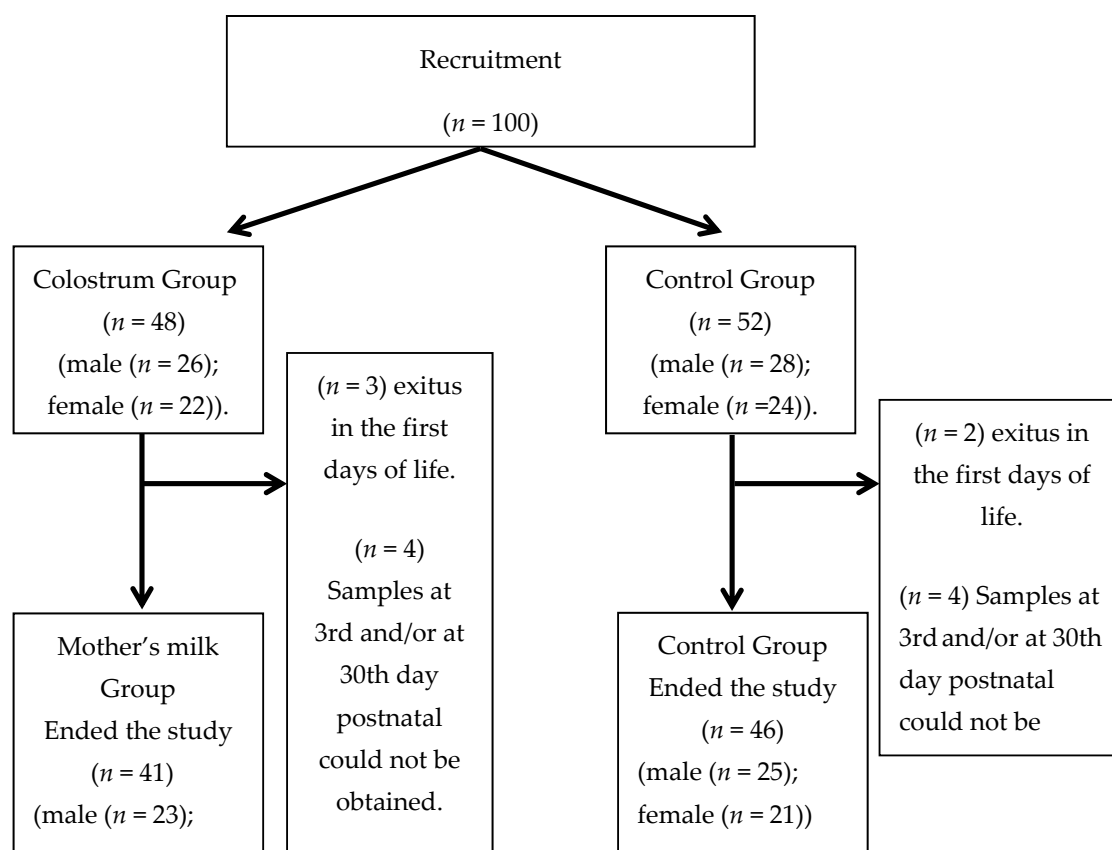 Recruitment
(n = 100)
Colostrum Group
(n = 48)
(male (n = 26);
female (n = 22)).
Control Group
(n = 52)
(male (n = 28);
female (n =24)).
(n = 3) exitus
in the first
days of life.
(n = 4)
Samples at
3rd and/or at
30th day
postnatal
could not be
obtained.
(n = 2) exitus in
the first days of
life.
(n = 4) Samples at
3rd and/or at 30th
day postnatal
could not be
Mother’s milk
Group
Ended the study
(n = 41)
(male (n = 23);
Control Group
Ended the study
(n = 46)
(male (n = 25);
female (n = 21))